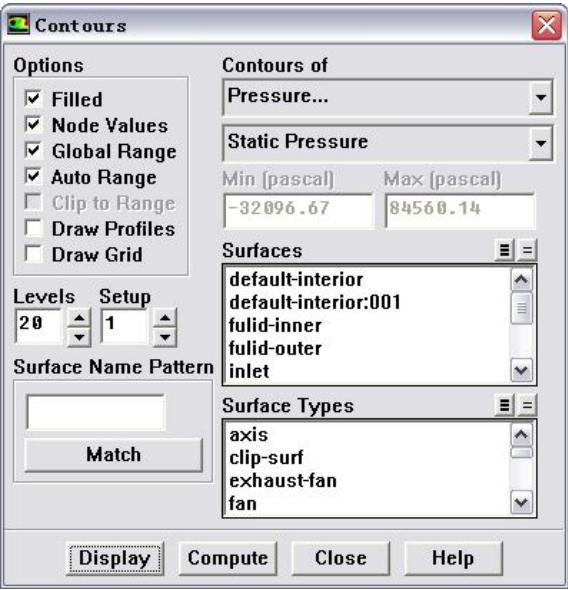 Contours
Options
Filled
Node Values
Global Range
Auto Range
Clip to Range
Draw Profiles
Draw Grid
Levels Setup
20 1
Surface Name Pattern
Match
Contours of
Pressure...
Static Pressure
Min (pascal) Max (pascal)
-32096.67 84560.14
Surfaces
default-interior
default-interior:001
fulid-inner
fulid-outer
inlet
Surface Types
axis
clip-surf
exhaust-fan
fan
Display Compute Close Help